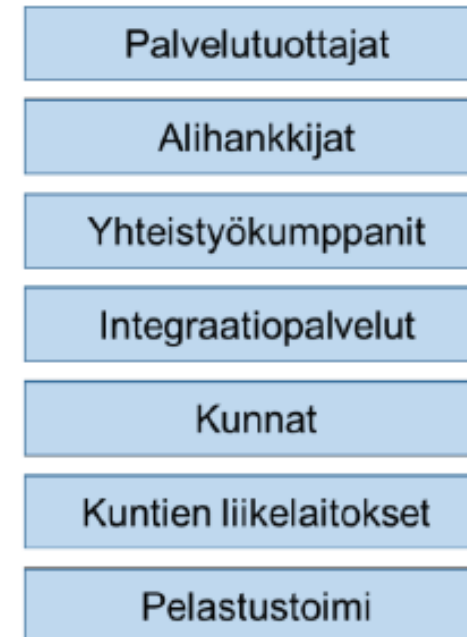 Palvelutuottajat
Alihankkijat
Yhteistyökumppanit
Integraatiopalvelut
Kunnat
Kuntien liikelaitokset
Pelastustoimi